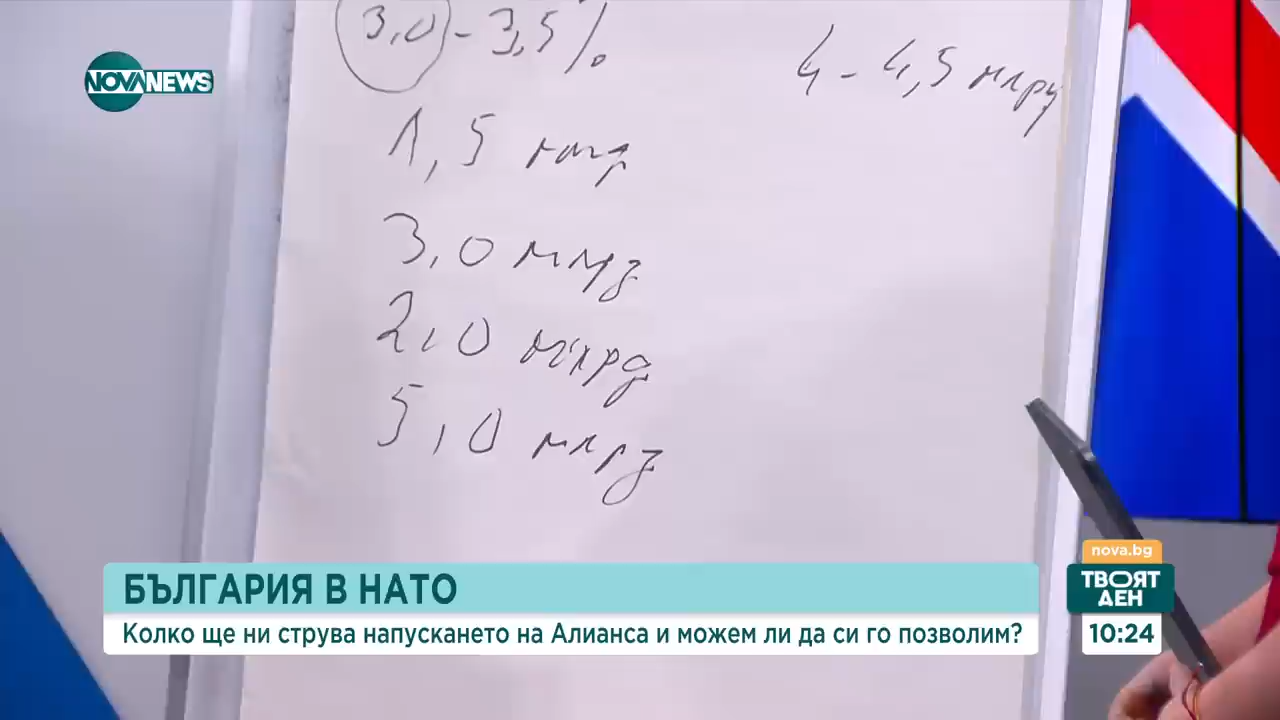 3,0 - 3,5%
4 - 4,5 млрд
NOVA NEWS
1,5 млрд
3,0 млрд
2,0 млрд
5,0 млрд
nova.bg
БЪЛГАРИЯ В НАТО
ТВОЯТ ДЕН
Колко ще ни струва напускането на Алианса и можем ли да си го позволим?
10:24